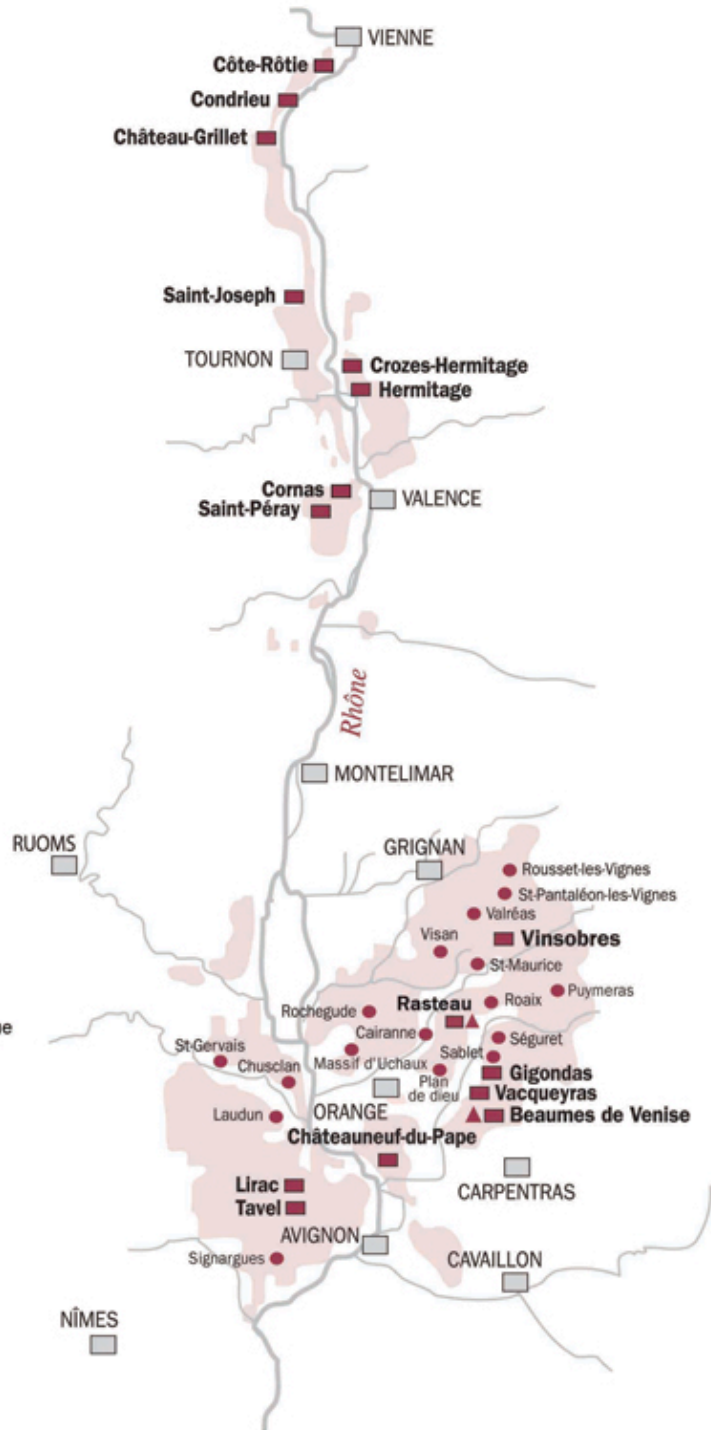 VIENNE
Côte-Rôtie
Condrieu
Château-Grillet
Saint-Joseph
TOURNON
Crozes-Hermitage
Hermitage
Cornas
VALENCE
Saint-Péray
Rhône
MONTELIMAR
RUOMS
GRIGNAN
Rousset-les-Vignes
St-Pantaléon-les-Vignes
Valréas
Visan
Vinsobres
St-Maurice
Puymeras
Rasteau
Roaix
Rochegude
Cairanne
Séguret
St-Gervais
Massif d'Uchaux
Sablet
Chusclan
Plan
de dieu
Gigondas
Vacqueyras
Laudun
ORANGE
Beaumes de Venise
Châteauneuf-du-Pape
Lirac
CARPENTRAS
Tavel
AVIGNON
Signargues
CAVAILLON
NÎMES